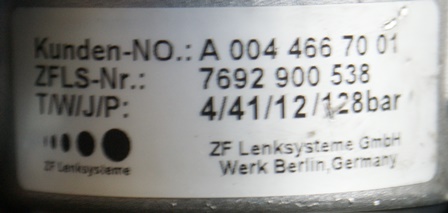 Kunden-NO.: A 004 466 70 01
ZFLS-Nr.: 7692 900 538
T/W/J/P: 4/41/12/128bar
ZF Lenksysteme
ZF Lenksysteme GmbH
Werk Berlin,Germany